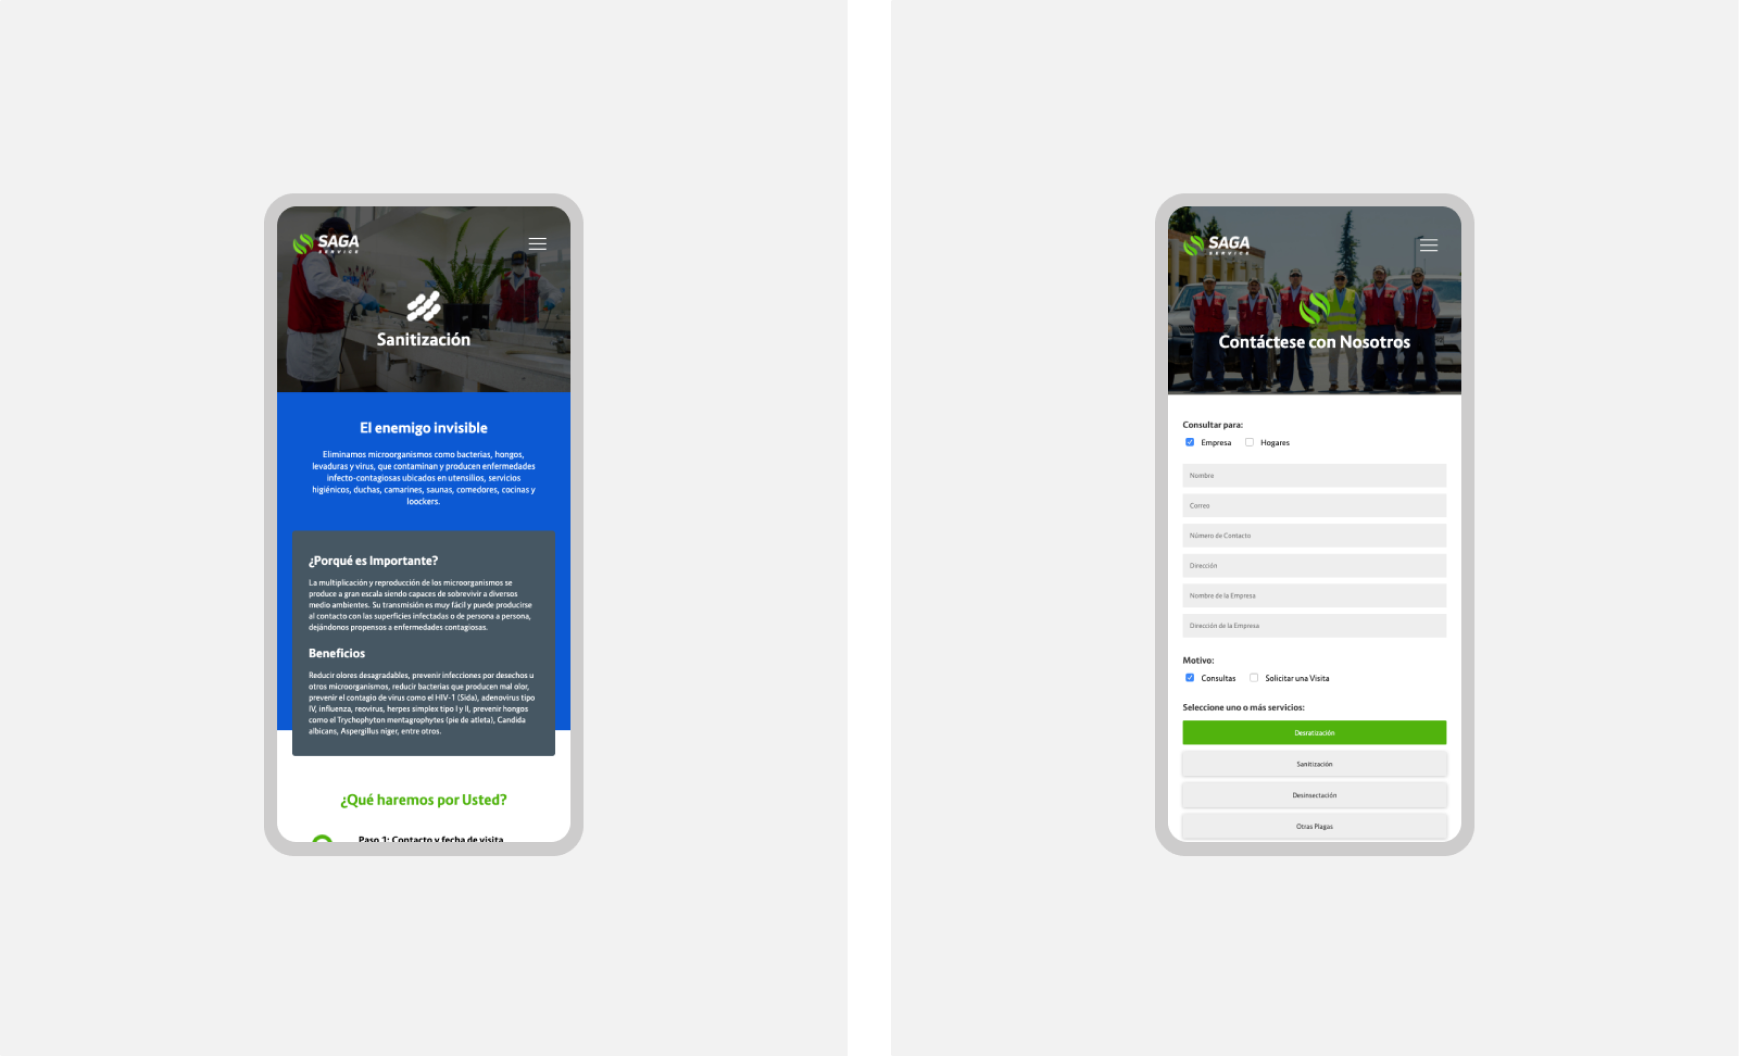 SAGA
SERVICE
Sanitización
El enemigo invisible
Eliminamos microorganismos como bacterias, hongos,
levaduras y virus, que contaminan y producen enfermedades
infecto-contagiosas ubicados en utensillos, servicios
higiénicos, duchas, camarines, saunas, comedores, cocinas y
loockers.
¿Porqué es Importante?
La multiplicación y reproducción de los microorganismos se
produce a gran escala siendo capaces de sobrevivir a diversos
medio ambientes. Su transmisión es muy fácil y puede producirse
al contacto con las superficies infectadas o de persona a persona,
dejándonos propensos a enfermedades contagiosas.
Beneficios
Reducir olores desagradables, prevenir infecciones por desechos u
otros microorganismos, reducir bacterias que producen mal olor,
prevenir el contagio de virus como el HIV-1 (Sida), adenovirus tipo
IV, influenza, reovirus, herpes simplex tipo I y II, prevenir hongos
como el Trychophyton mentagrophytes (pie de atleta), Candida
albicans, Aspergillus niger, entre otros.
¿Qué haremos por Usted?
Paso 1: Contacto y fecha de visita
SAGA
SERVICE
Contáctese con Nosotros
Consultar para:
Empresa Hogares
Nombre
Correo
Número de Contacto
Dirección
Nombre de la Empresa
Dirección de la Empresa
Motivo:
Consultas Solicitar una Visita
Seleccione uno o más servicios:
Desratización
Sanitización
Desinsectación
Otras Plagas